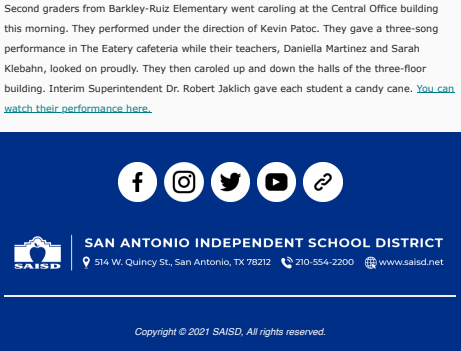 Second graders from Barkley-Ruiz Elementary went caroling at the Central Office building
this morning. They performed under the direction of Kevin Patoc. They gave a three-song
performance in The Eatery cafeteria while their teachers, Daniella Martinez and Sarah
Klebahn, looked on proudly. They then caroled up and down the halls of the three-floor
building. Interim Superintendent Dr. Robert Jaklich gave each student a candy cane. You can
watch their performance here.
SAISD
SAN ANTONIO INDEPENDENT SCHOOL DISTRICT
514 W. Quincy St., San Antonio, TX 78212 210-554-2200 www.saisd.net
Copyright © 2021 SAISD, All rights reserved.